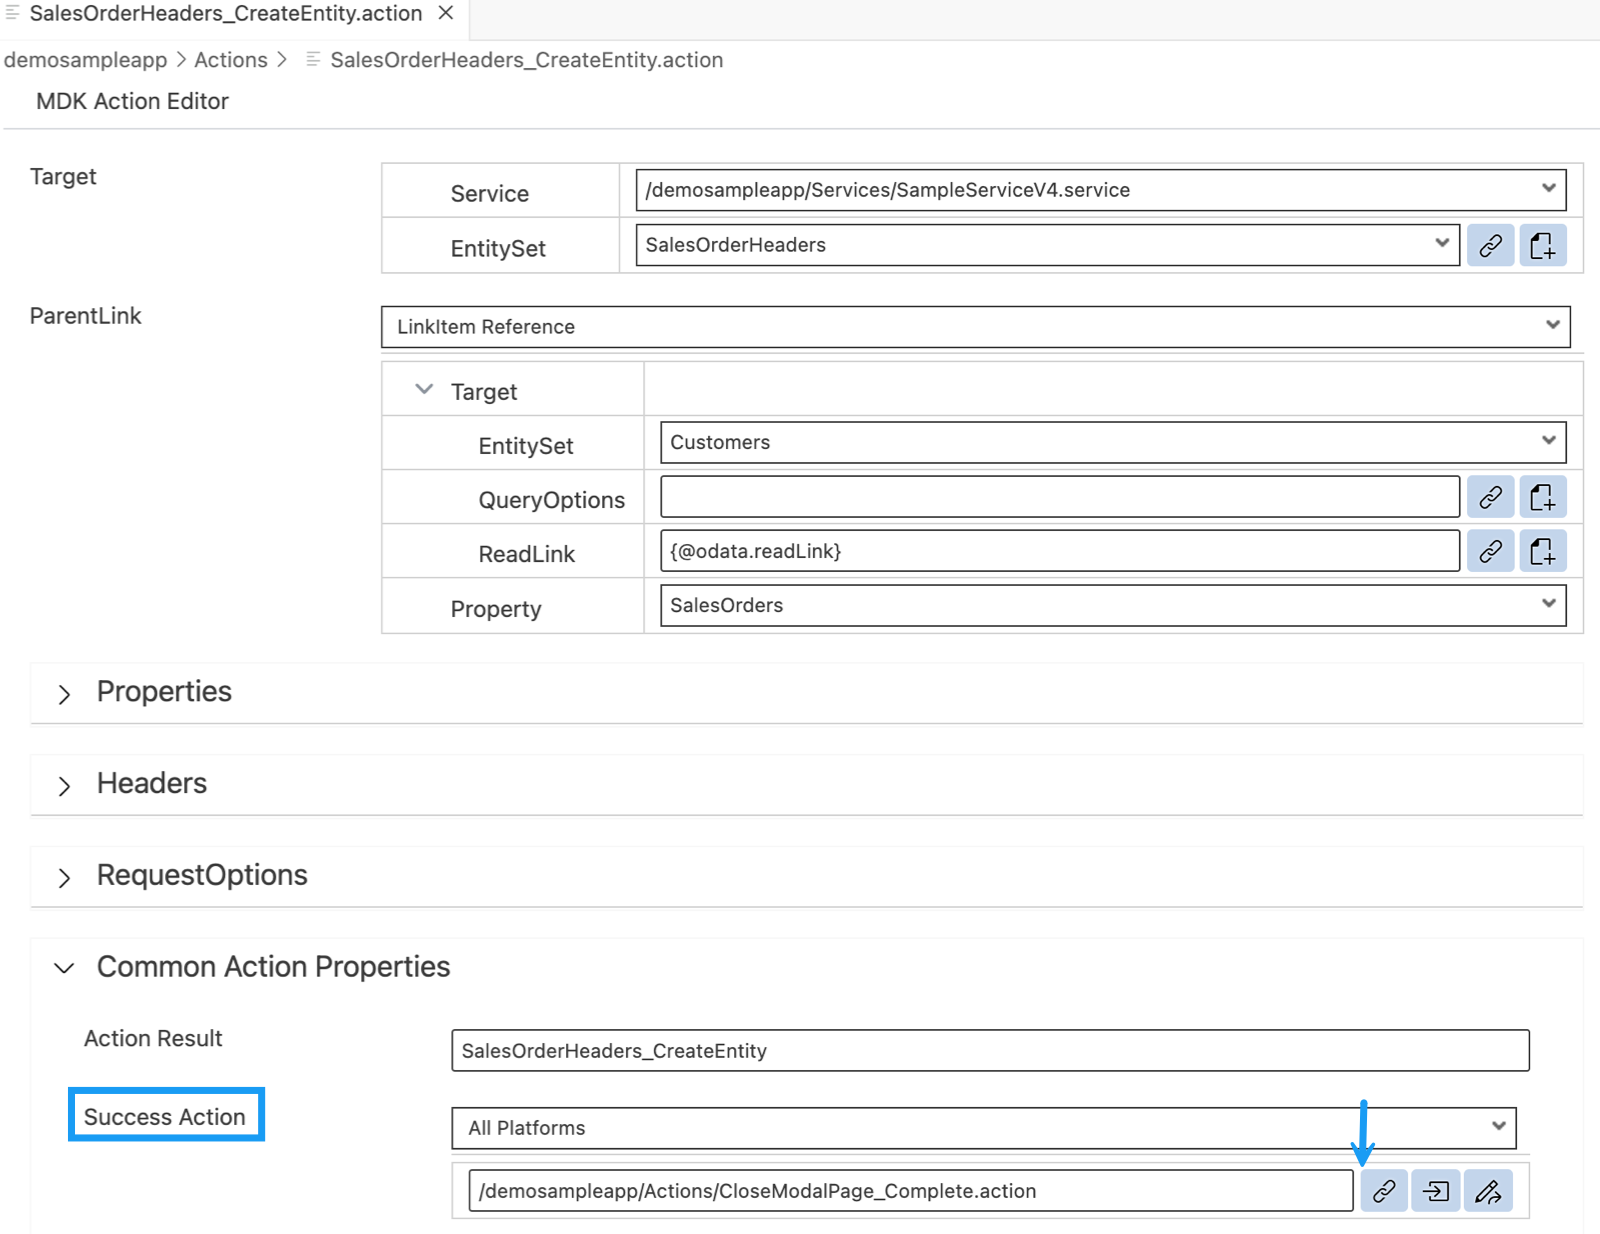 SalesOrderHeaders_CreateEntity.action
demosampleapp > Actions > SalesOrderHeaders_CreateEntity.action
MDK Action Editor
Target
Service
/demosampleapp/Services/SampleServiceV4.service
EntitySet
SalesOrderHeaders
ParentLink
LinkItem Reference
Target
EntitySet
Customers
QueryOptions
ReadLink
{@odata.readLink}
Property
SalesOrders
Properties
Headers
RequestOptions
Common Action Properties
Action Result
SalesOrderHeaders_CreateEntity
Success Action
All Platforms
/demosampleapp/Actions/CloseModalPage_Complete.action